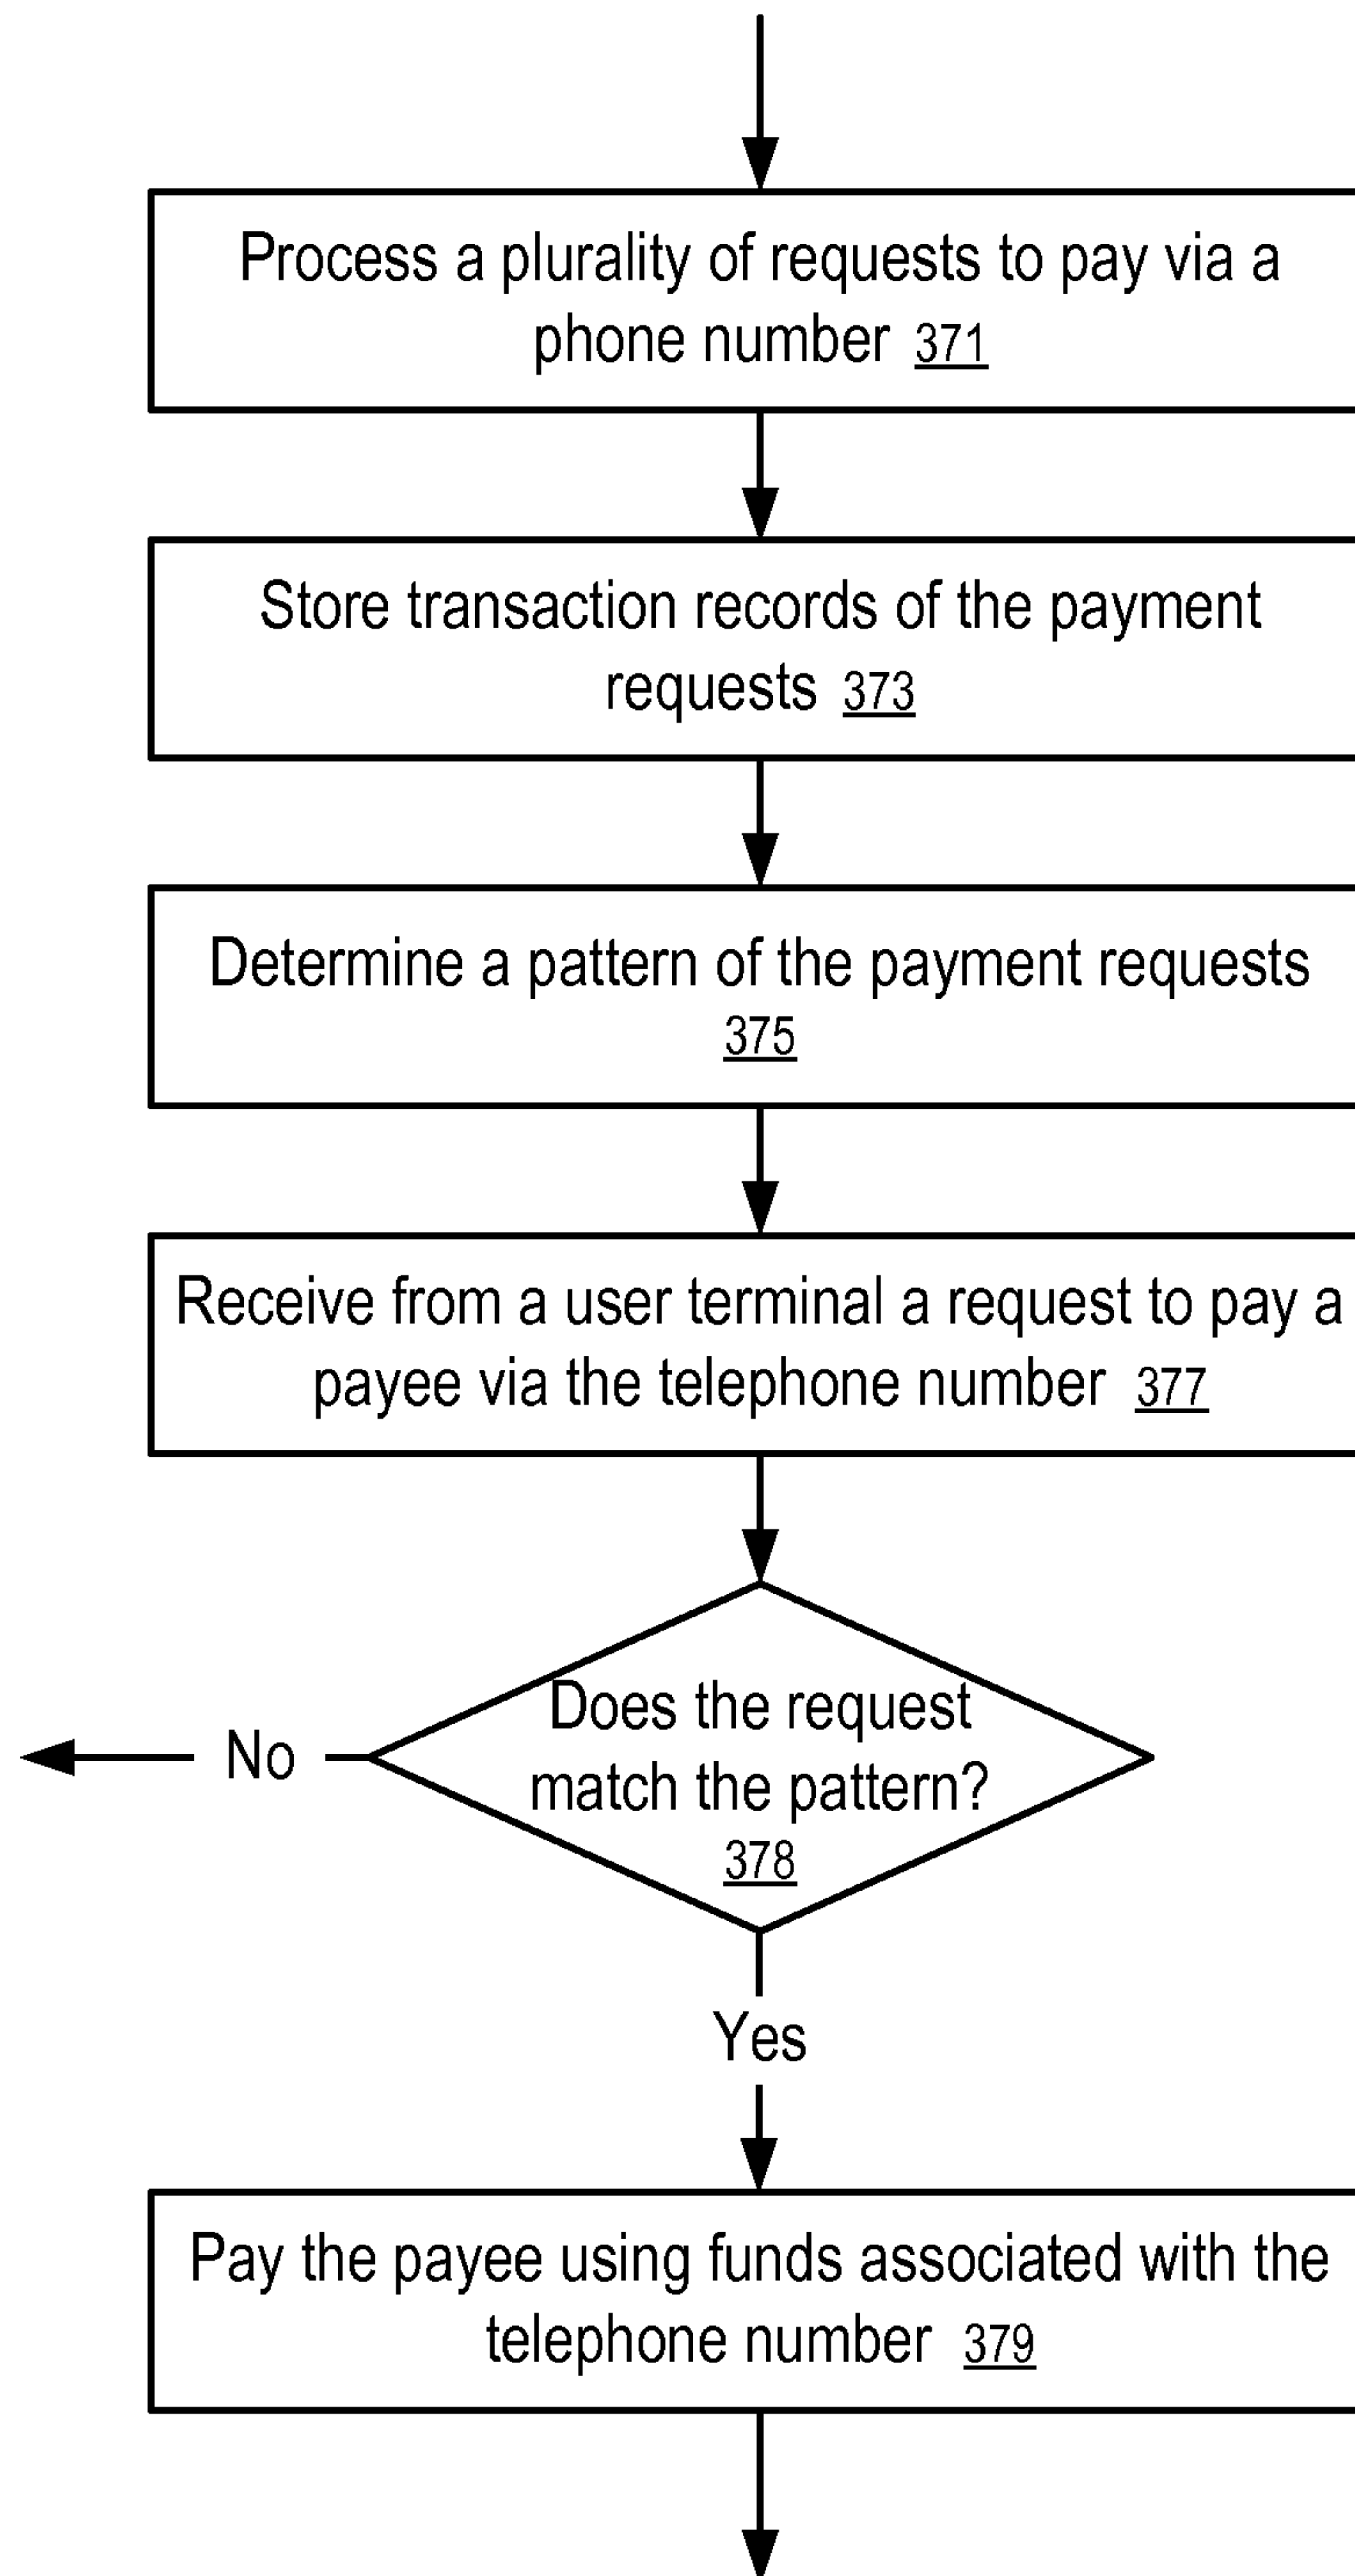 Process a plurality of requests to pay via a
phone number 371
Store transaction records of the payment
requests 373
Determine a pattern of the payment requests
375
Receive from a user terminal a request to pay a
payee via the telephone number 377
Does the request
match the pattern?
378
No
Yes
Pay the payee using funds associated with the
telephone number 379